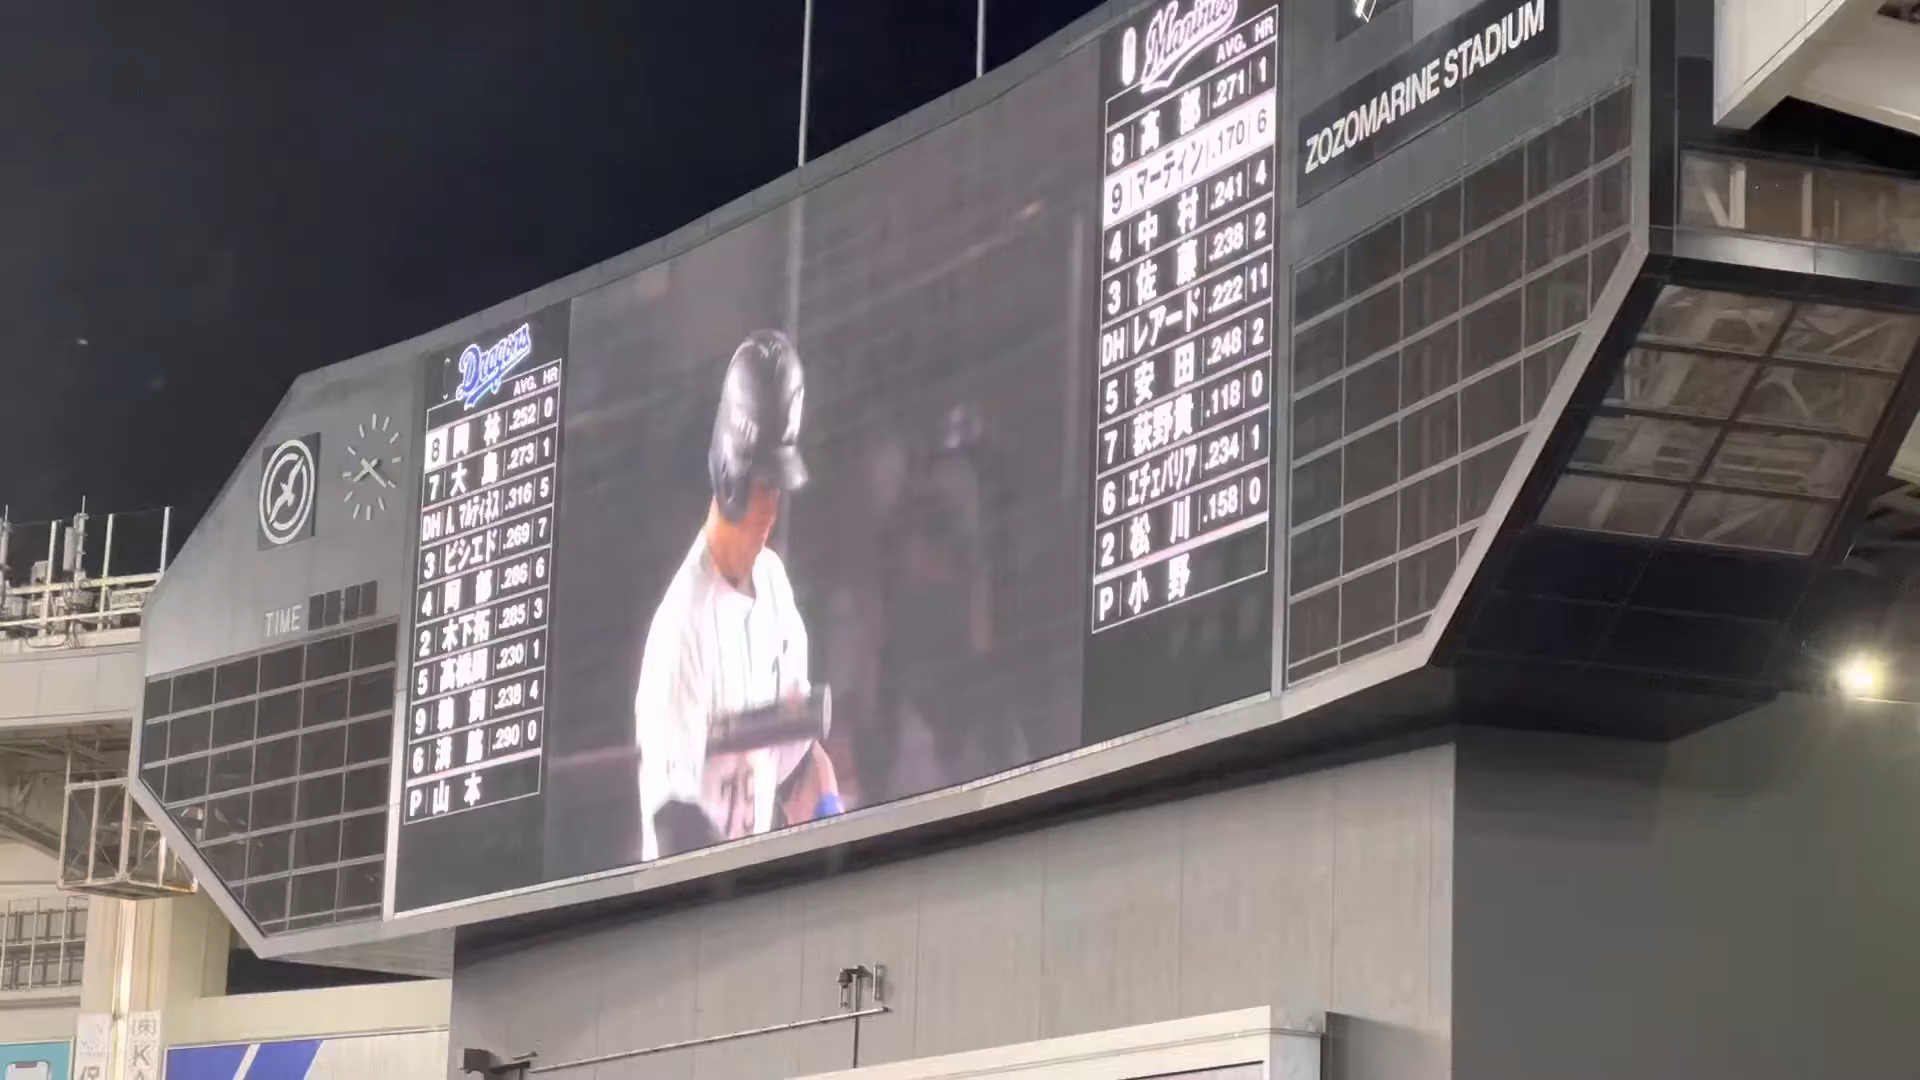 Dragons
AVG. HR
8 岡林 .252 0
7 大島 .273 1
DH A.マルティネス .316 5
3 ビシエド .269 7
4 阿部 .286 6
2 木下拓 .285 3
5 高橋周 .230 1
9 鵜飼 .238 4
6 溝脇 .290 0
P 山本
TIME
Marines
AVG. HR
8 高部 .271 1
9 マーティン .170 6
4 中村 .241 4
3 佐藤 .238 2
DH レアード .222 11
5 安田 .248 2
7 荻野貴 .118 0
6 エチェバリア .234 1
2 松川 .158 0
P 小野
ZOZOMARINE STADIUM